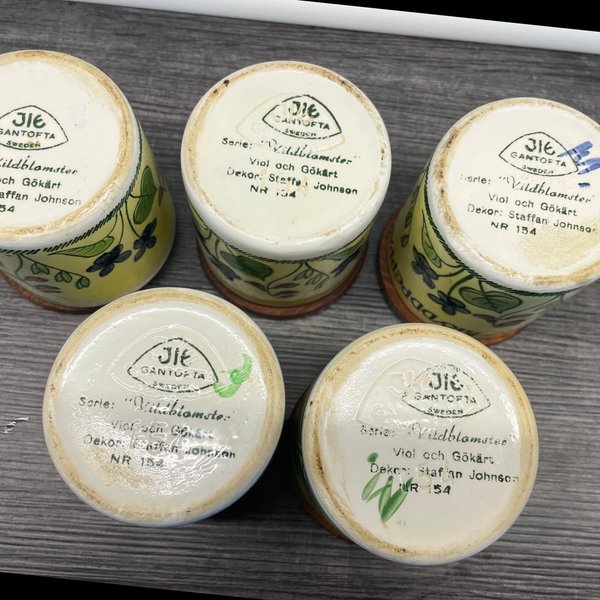 JIE
GANTOFTA
SWEDEN
"Vildblomster"
och Gökärt
Staffan Johnson
154
JIE
GANTOFTA
SWEDEN
Serie: "Vildblomster"
Viol och Gökärt
Dekor: Staffan Johnson
NR 154
JIE
GANTOFTA
SWEDEN
Serie: "Vildblomster"
Viol och Gökärt
Dekor: Staffan Johnson
NR 154
JIE
GANTOFTA
SWEDEN
Serie: "Vildblomster"
Viol och Gökärt
Dekor: Staffan Johnson
NR 154
JIE
GANTOFTA
SWEDEN
Serie: "Vildblomster"
Viol och Gökärt
Dekor: Staffan Johnson
NR 154